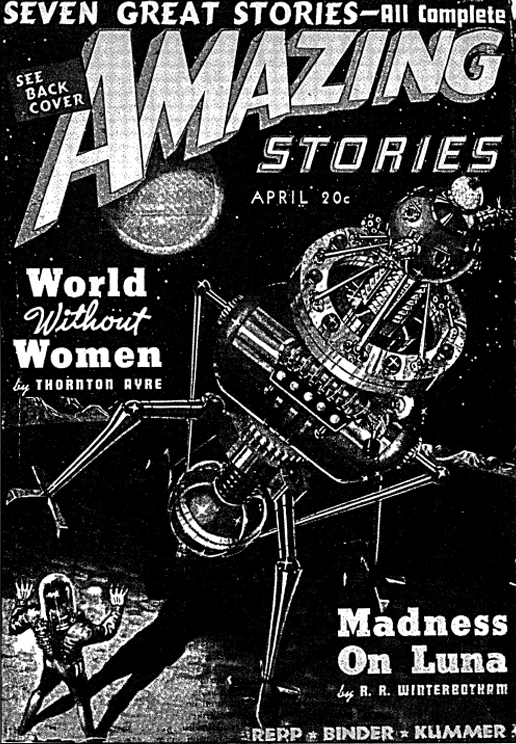 SEVEN GREAT STORIES—All Complete
SEE
BACK
COVER
AMAZING
STORIES
APRIL 20c
World
Without
Women
by THORNTON AYRE
Madness
On Luna
by R. R. WINTERBOTHAM
REPP ★ BINDER ★ KUMMER